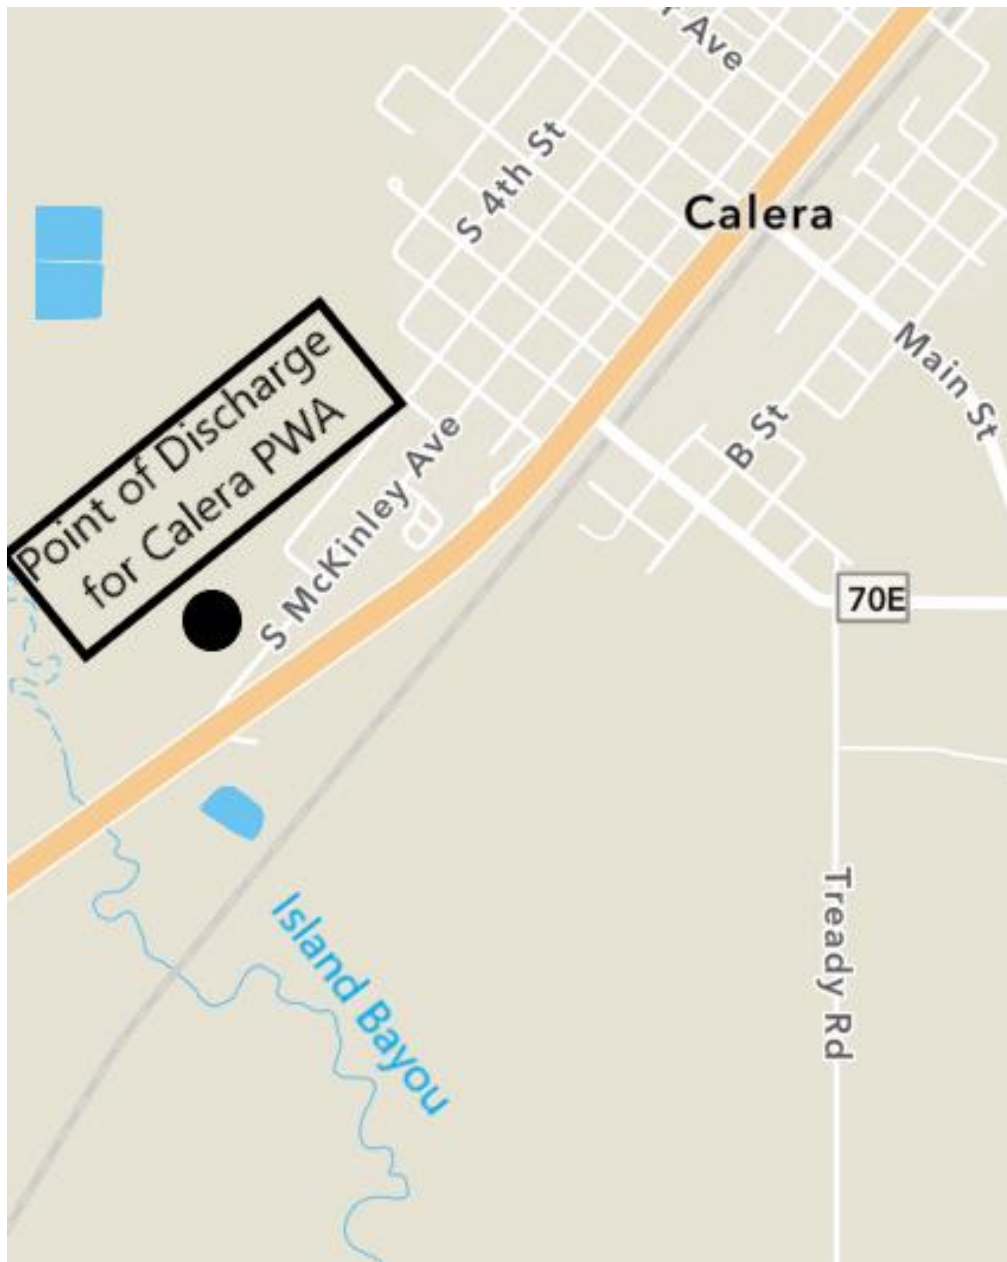 Ave
S 4th St
Calera
Main St
Point of Discharge
for Calera PWA
S McKinley Ave
B St
70E
Tready Rd
Island Bayou